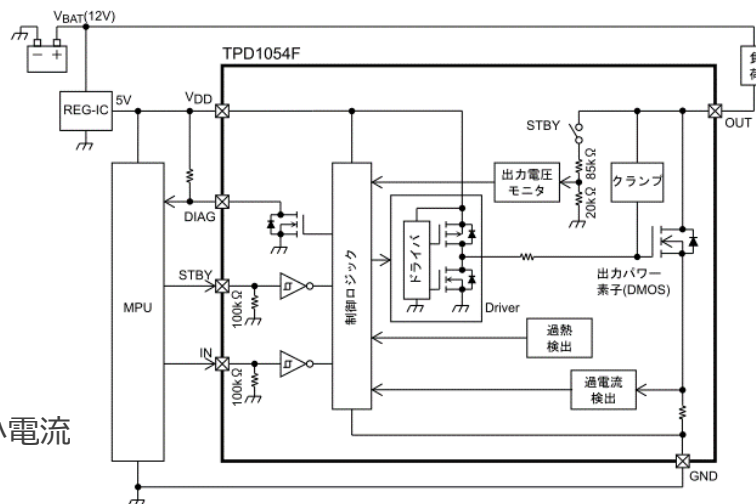 VBAT(12V)
TPD1054F
負荷
REG-IC
5V
VDD
OUT
STBY
85kΩ
20kΩ
出力電圧
モニタ
クランプ
DIAG
ドライバ
制御ロジック
出力パワー
素子(DMOS)
Driver
STBY
100kΩ
MPU
過熱
検出
IN
100kΩ
過電流
検出
電流
GND